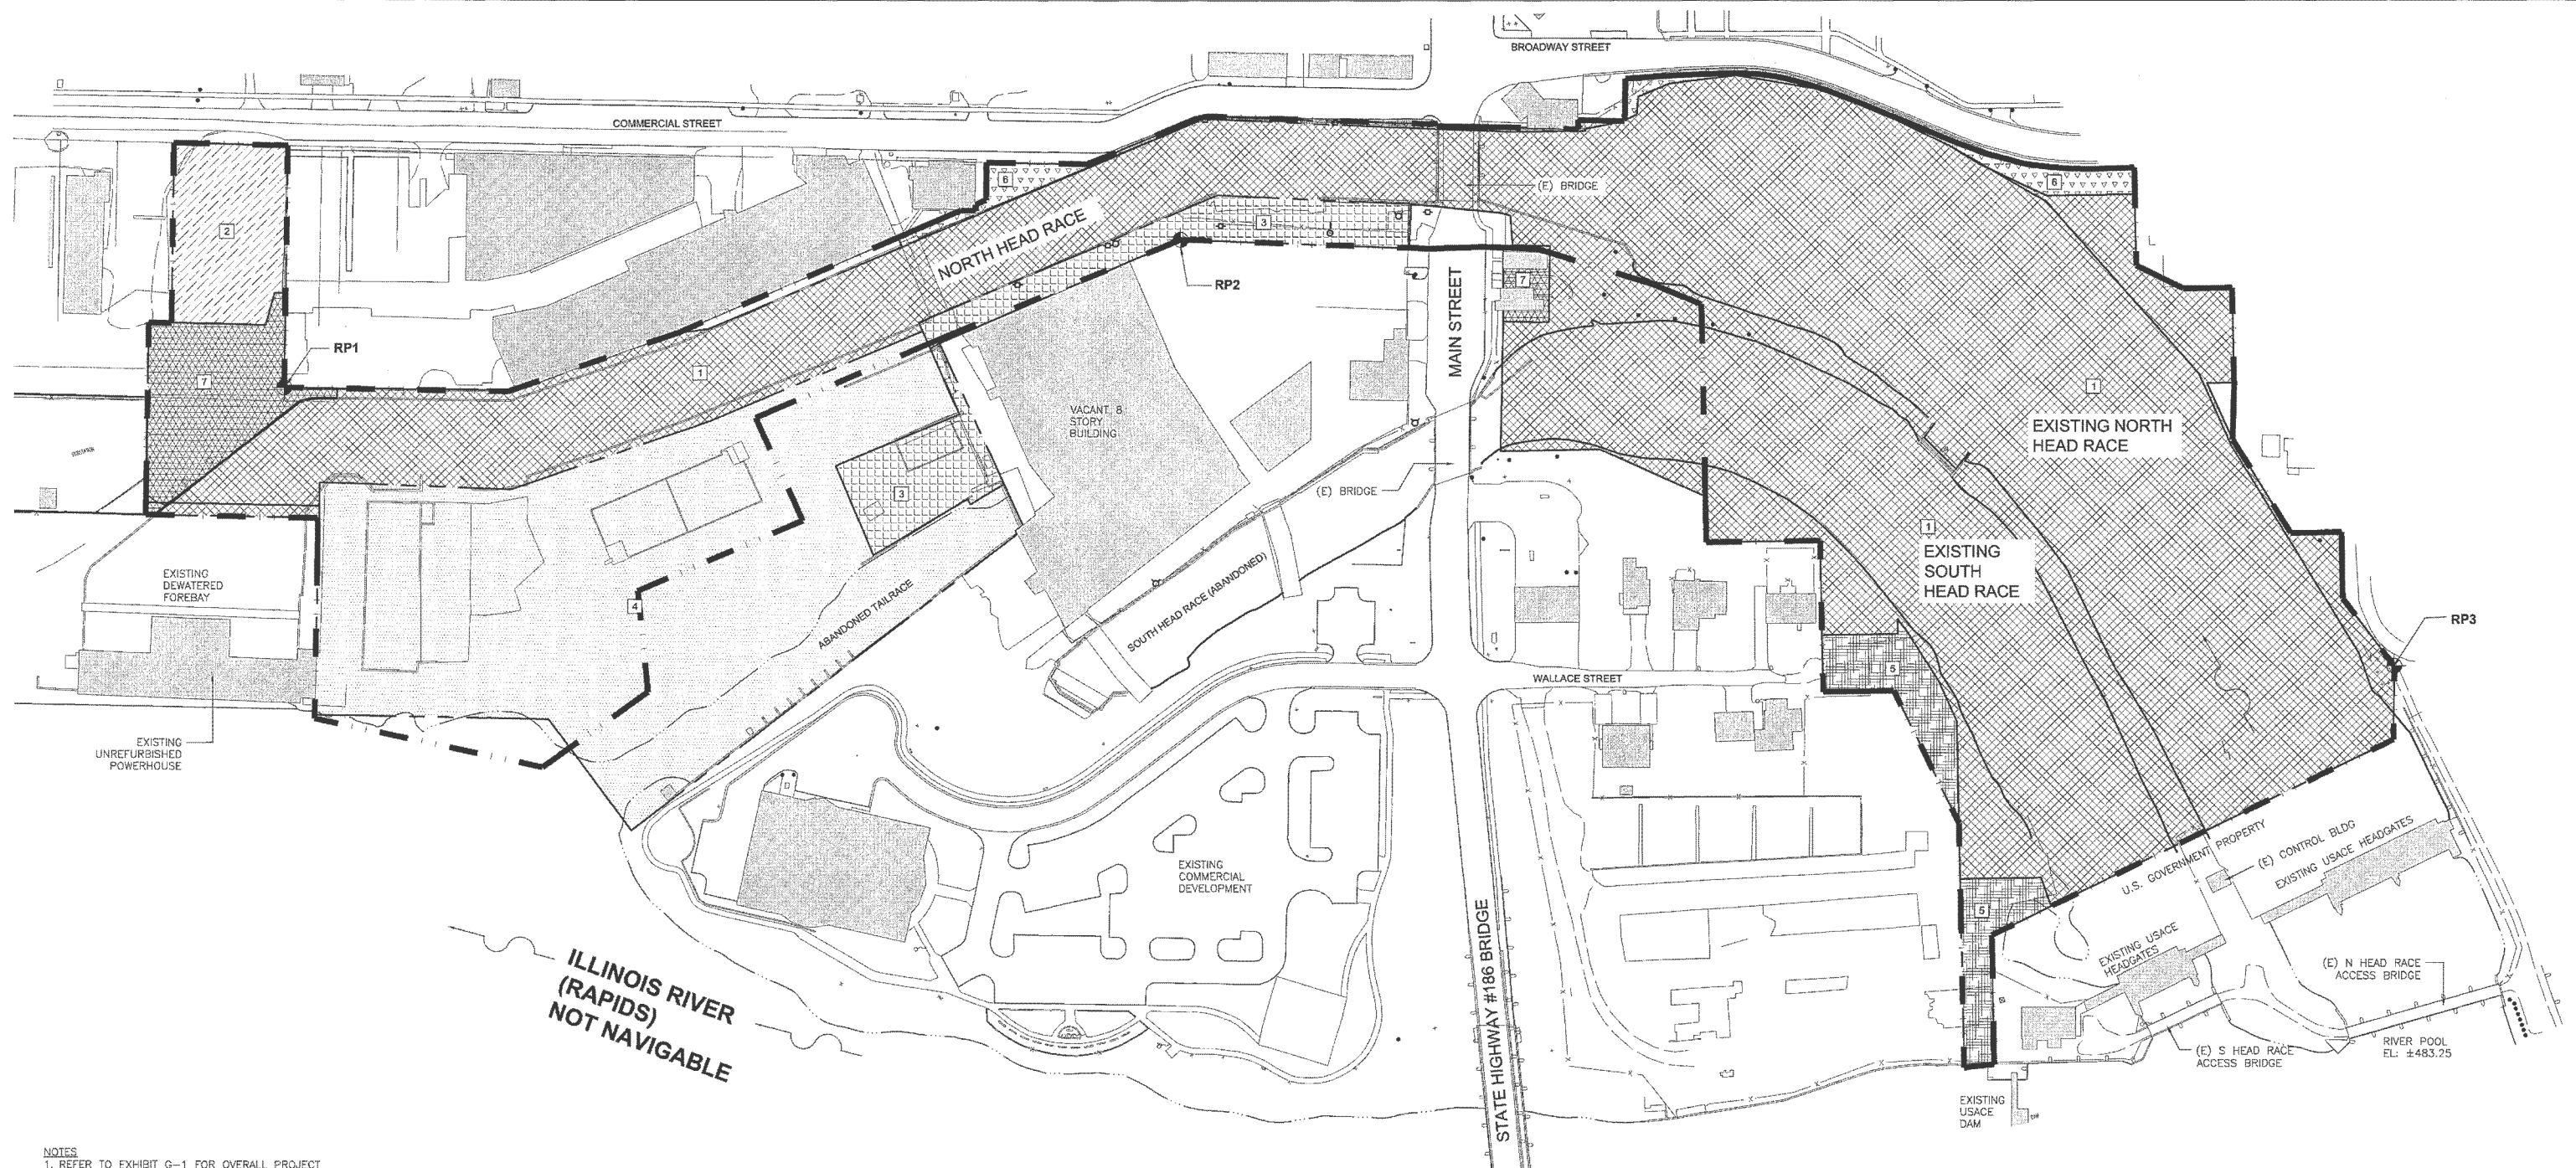 BROADWAY STREET
COMMERCIAL STREET
6
(E) BRIDGE
6
2
3
NORTH HEAD RACE
RP2
7
MAIN STREET
RP1
1
7
1
VACANT 8
STORY
BUILDING
EXISTING NORTH
HEAD RACE
(E) BRIDGE
3
1
EXISTING
SOUTH
HEAD RACE
EXISTING
DEWATERED
FOREBAY
4
ABANDONED TAILRACE
SOUTH HEAD RACE (ABANDONED)
RP3
5
WALLACE STREET
EXISTING
UNREFURBISHED
POWERHOUSE
D
EXISTING
COMMERCIAL
DEVELOPMENT
U.S. GOVERNMENT PROPERTY
(E) CONTROL BLDG
EXISTING USACE HEADGATES
5
STATE HIGHWAY #186 BRIDGE
EXISTING USACE
HEADGATES
(E) N HEAD RACE
ACCESS BRIDGE
ILLINOIS RIVER
(RAPIDS)
NOT NAVIGABLE
(E) S HEAD RACE
ACCESS BRIDGE
RIVER POOL
EL: ±483.25
EXISTING
USACE
DAM
NOTES
1. REFER TO EXHIBIT G-1 FOR OVERALL PROJECT